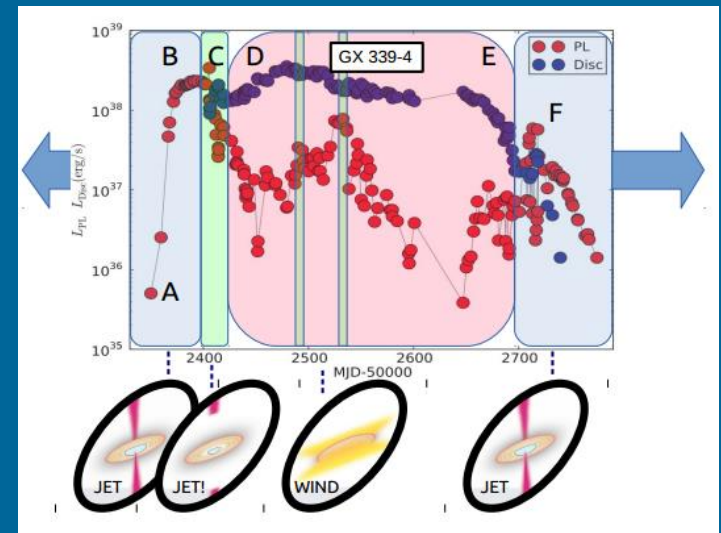 10^39
B C D GX 339-4 E PL
Disc
10^38
F
L_PL L_Disc(erg/s)
10^37
10^36
A
10^35
2400 2500 2600 2700
MJD-50000
JET JET! WIND JET